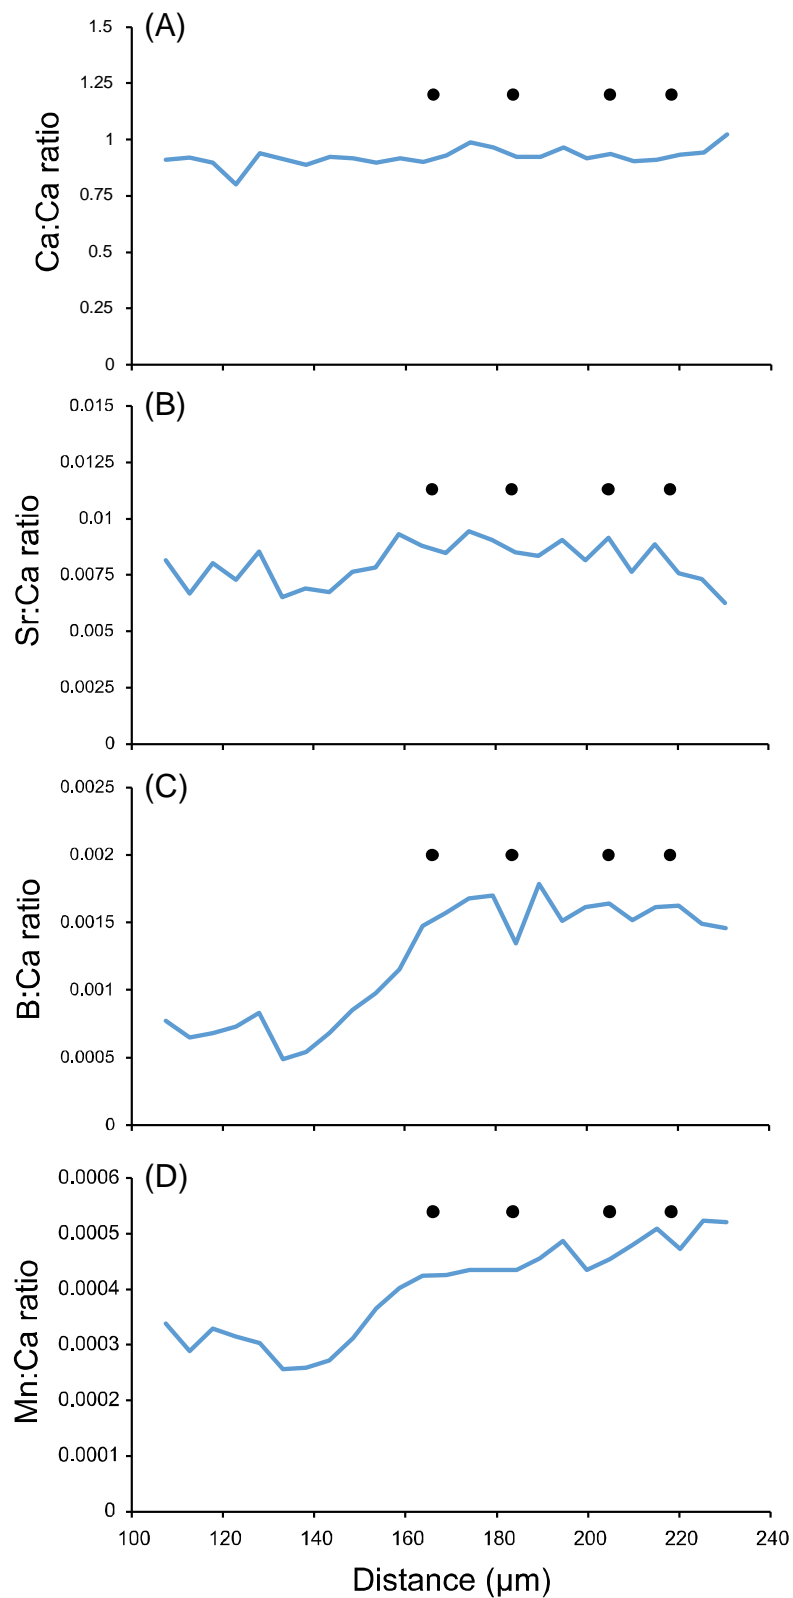 (A)
Ca:Ca ratio
1.5
1.25
1
0.75
0.5
0.25
0
(B)
Sr:Ca ratio
0.015
0.0125
0.01
0.0075
0.005
0.0025
0
(C)
B:Ca ratio
0.0025
0.002
0.0015
0.001
0.0005
0
(D)
Mn:Ca ratio
0.0006
0.0005
0.0004
0.0003
0.0002
0.0001
0
100 120 140 160 180 200 220 240
Distance (µm)